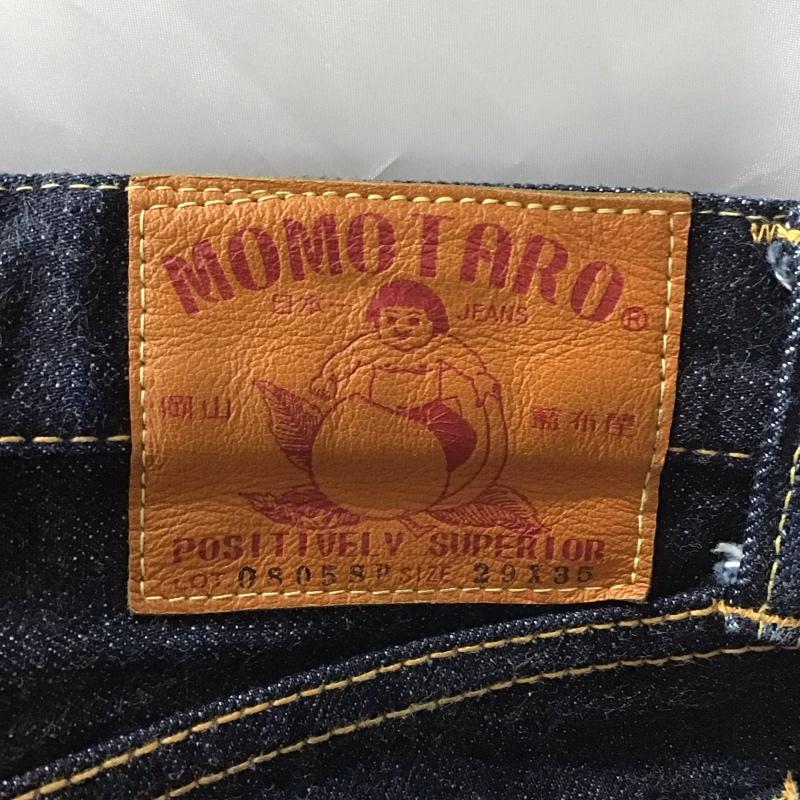 MOMOTARO®
日本一 JEANS
岡山 藍布屋
POSITIVELY SUPERIOR
LOT 0805SP SIZE 29X35